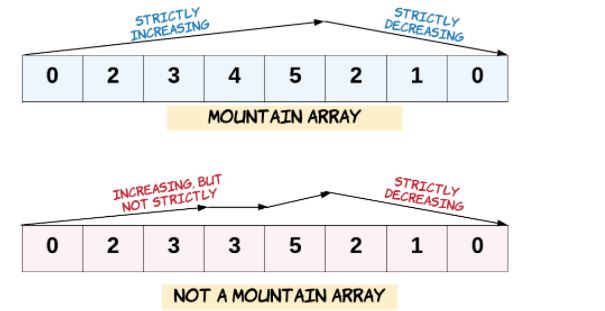 STRICTLY
INCREASING
STRICTLY
DECREASING
0 2 3 4 5 2 1 0
MOUNTAIN ARRAY
INCREASING, BUT
NOT STRICTLY
STRICTLY
DECREASING
0 2 3 3 5 2 1 0
NOT A MOUNTAIN ARRAY